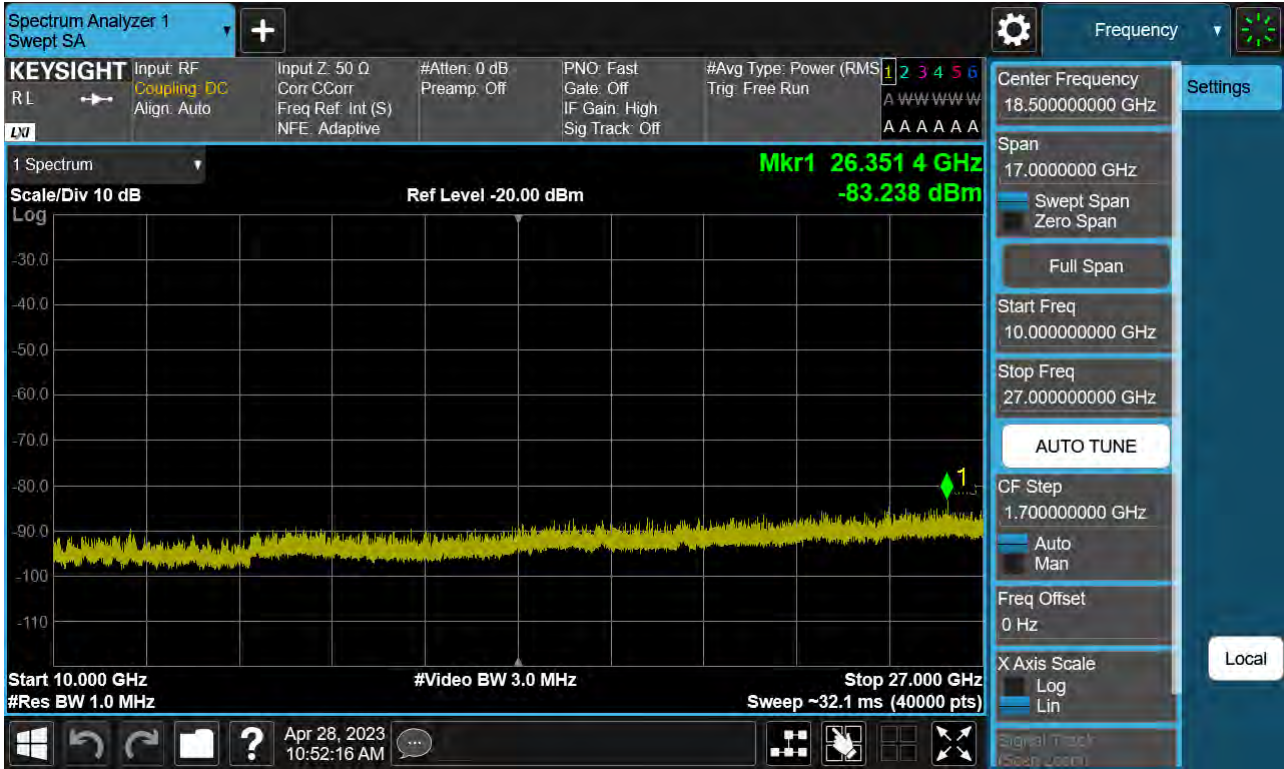 Spectrum Analyzer 1
Swept SA
Frequency
KEYSIGHT
R L
LXI
Input: RF
Coupling: DC
Align: Auto
Input Z: 50 Ω
Corr CCorr
Freq Ref: Int (S)
NFE: Adaptive
#Atten: 0 dB
Preamp: Off
PNO: Fast
Gate: Off
IF Gain: High
Sig Track: Off
#Avg Type: Power (RMS
Trig: Free Run
1 2 3 4 5 6
A W W W W W
A A A A A A
1 Spectrum
Mkr1 26.351 4 GHz
Scale/Div 10 dB
Ref Level -20.00 dBm
-83.238 dBm
Log
-30.0
-40.0
-50.0
-60.0
-70.0
-80.0
-90.0
-100
-110
1
Start 10.000 GHz
#Video BW 3.0 MHz
Stop 27.000 GHz
#Res BW 1.0 MHz
Sweep ~32.1 ms (40000 pts)
Center Frequency
18.500000000 GHz
Settings
Span
17.0000000 GHz
Swept Span
Zero Span
Full Span
Start Freq
10.000000000 GHz
Stop Freq
27.000000000 GHz
AUTO TUNE
CF Step
1.700000000 GHz
Auto
Man
Freq Offset
0 Hz
X Axis Scale
Log
Lin
Local
Signal Track
(Span Zoom)
?
Apr 28, 2023
10:52:16 AM